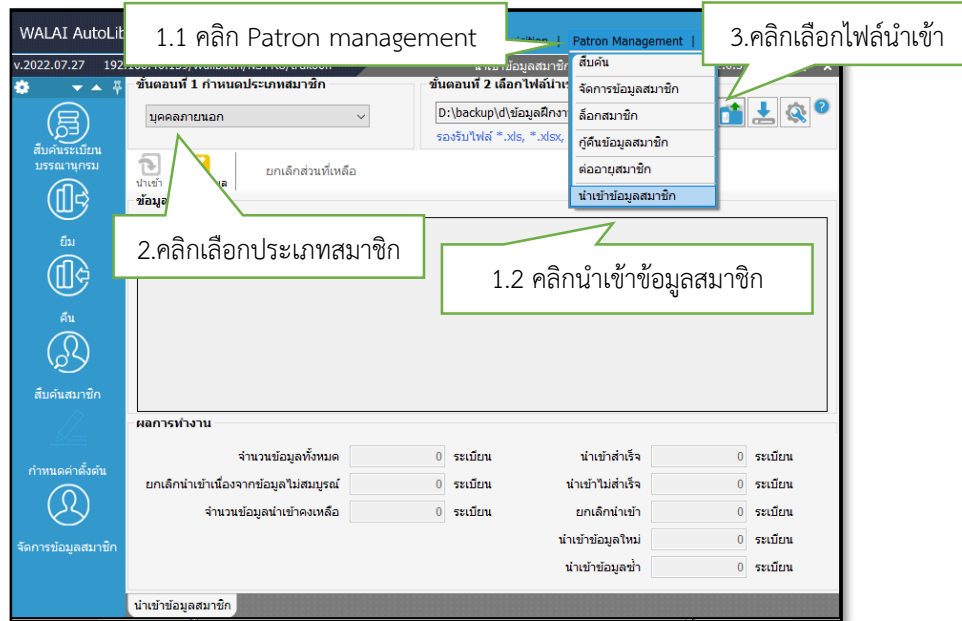 WALAI AutoLib
1.1 คลิก Patron management
Patron Management |
3.คลิกเลือกไฟล์นำเข้า
v.2022.07.27
สืบค้น
จัดการข้อมูลสมาชิก
ล็อกสมาชิก
กู้คืนข้อมูลสมาชิก
ต่ออายุสมาชิก
นำเข้าข้อมูลสมาชิก
ขั้นตอนที่ 1 กำหนดประเภทสมาชิก
ขั้นตอนที่ 2 เลือกไฟล์นำเข้า
บุคคลภายนอก
D:\backup\d\ข้อมูลฝึกงา
รองรับไฟล์ *.xls, *.xlsx,
นำเข้า
ยกเลิกส่วนที่เหลือ
ข้อมูล
2.คลิกเลือกประเภทสมาชิก
1.2 คลิกนำเข้าข้อมูลสมาชิก
สืบค้นระเบียน
บรรณานุกรม
ยืม
คืน
สืบค้นสมาชิก
กำหนดค่าตั้งต้น
จัดการข้อมูลสมาชิก
ผลการทำงาน
จำนวนข้อมูลทั้งหมด 0 ระเบียน นำเข้าสำเร็จ 0 ระเบียน
ยกเลิกนำเข้าเนื่องจากข้อมูลไม่สมบูรณ์ 0 ระเบียน นำเข้าไม่สำเร็จ 0 ระเบียน
จำนวนข้อมูลนำเข้าคงเหลือ 0 ระเบียน ยกเลิกนำเข้า 0 ระเบียน
นำเข้าข้อมูลใหม่ 0 ระเบียน
นำเข้าข้อมูลซ้ำ 0 ระเบียน
นำเข้าข้อมูลสมาชิก